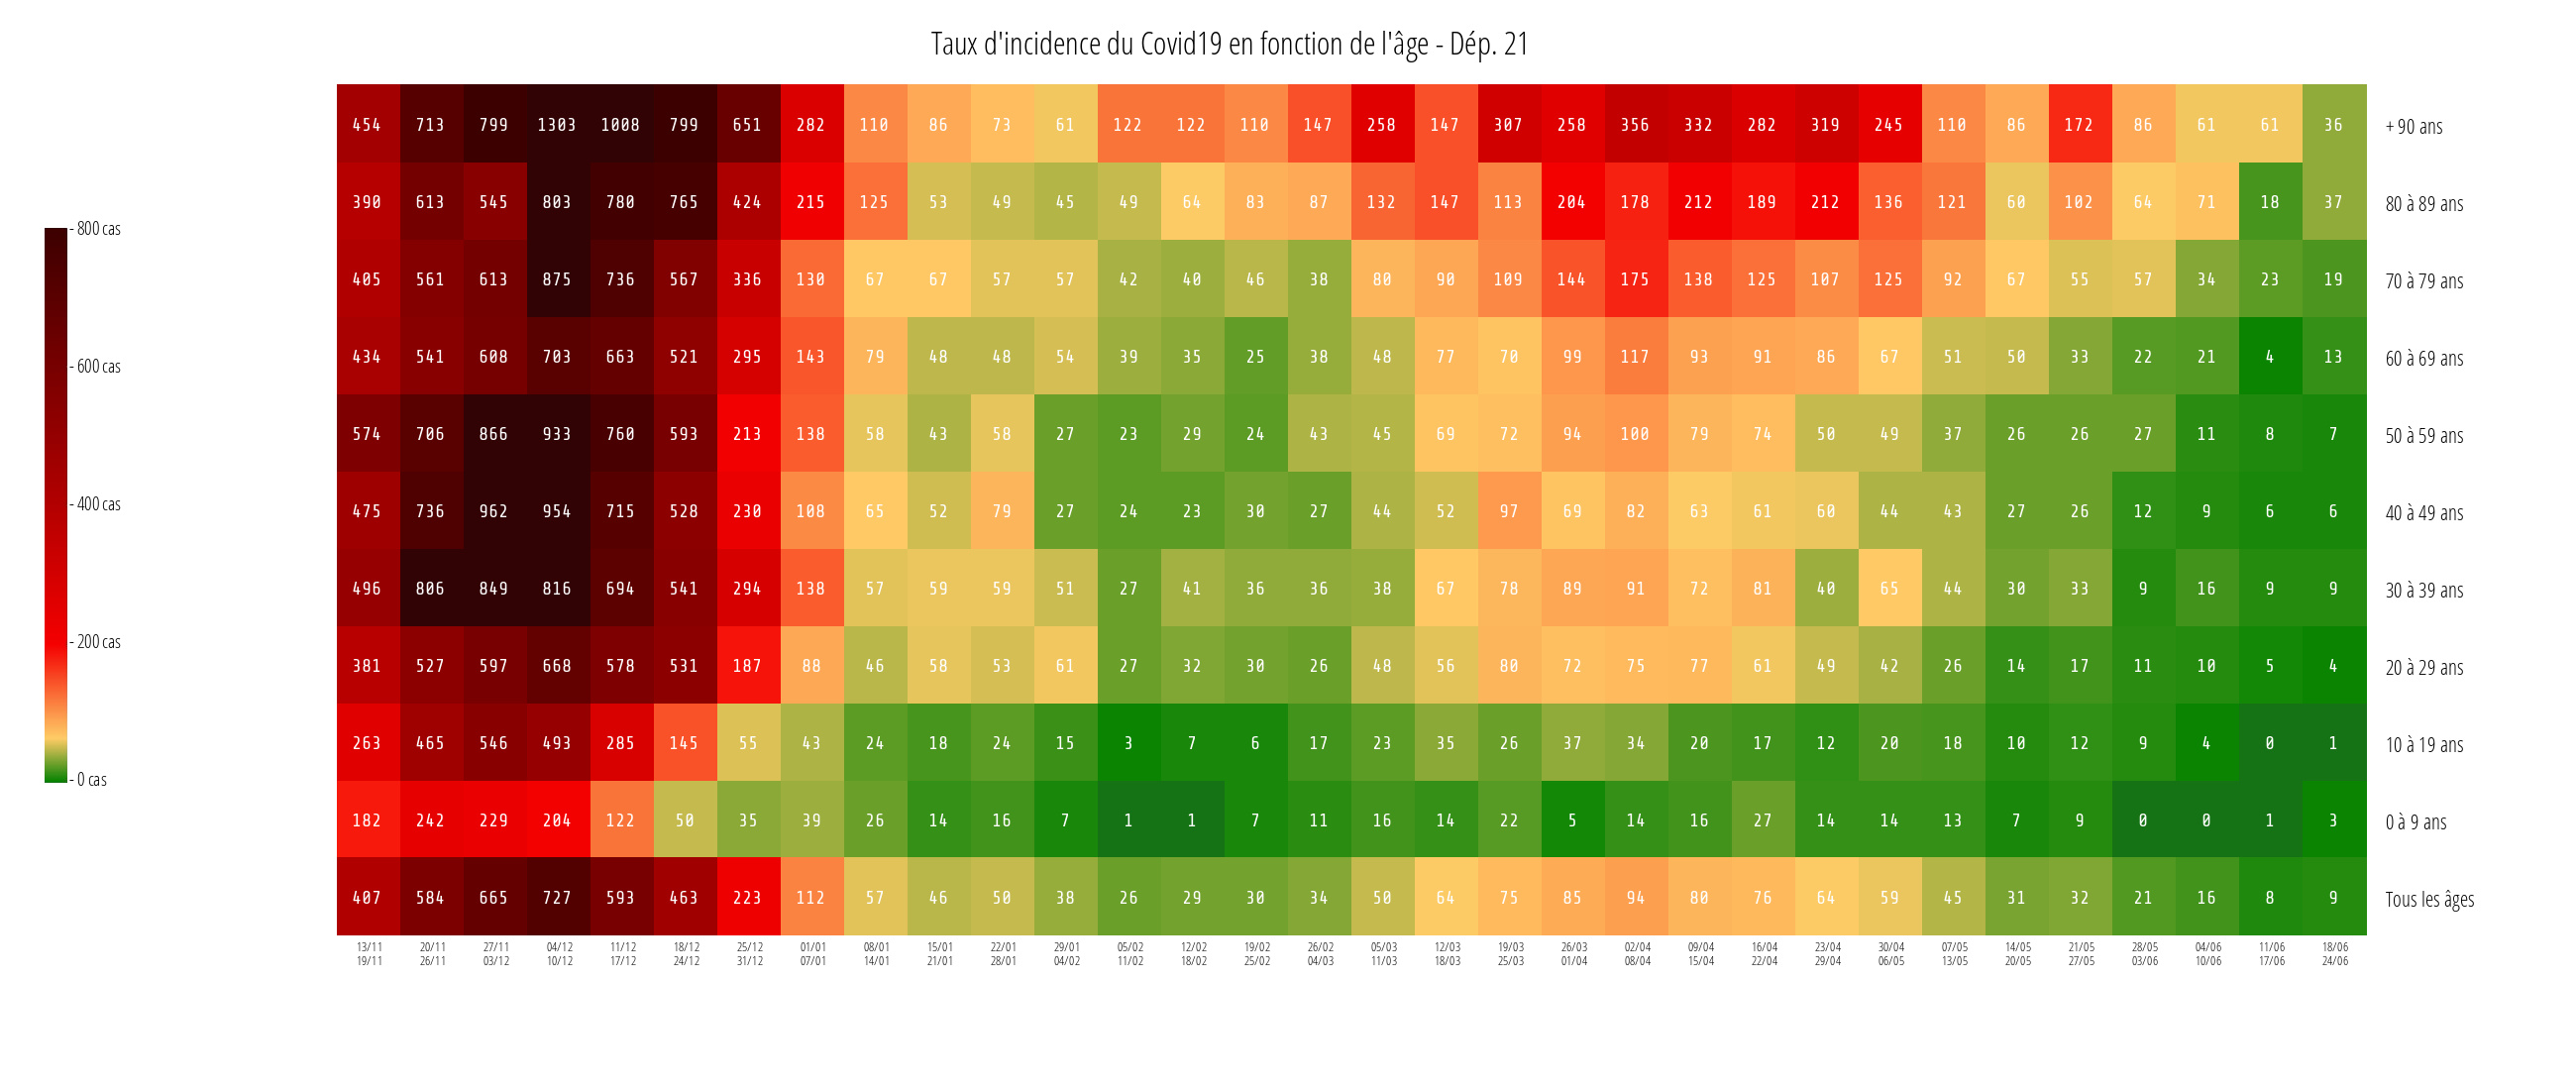 Taux d'incidence du Covid19 en fonction de l'âge - Dép. 21
- 800 cas
- 600 cas
- 400 cas
- 200 cas
- 0 cas
454 713 799 1303 1008 799 651 282 110 86 73 61 122 122 110 147 258 147 307 258 356 332 282 319 245 110 86 172 86 61 61 36 + 90 ans
390 613 545 803 780 765 424 215 125 53 49 45 49 64 83 87 132 147 113 204 178 212 189 212 136 121 60 102 64 71 18 37 80 à 89 ans
405 561 613 875 736 567 336 130 67 67 57 57 42 40 46 38 80 90 109 144 175 138 125 107 125 92 67 55 57 34 23 19 70 à 79 ans
434 541 608 703 663 521 295 143 79 48 48 54 39 35 25 38 48 77 70 99 117 93 91 86 67 51 50 33 22 21 4 13 60 à 69 ans
574 706 866 933 760 593 213 138 58 43 58 27 23 29 24 43 45 69 72 94 100 79 74 50 49 37 26 26 27 11 8 7 50 à 59 ans
475 736 962 954 715 528 230 108 65 52 79 27 24 23 30 27 44 52 97 69 82 63 61 60 44 43 27 26 12 9 6 6 40 à 49 ans
496 806 849 816 694 541 294 138 57 59 59 51 27 41 36 36 38 67 78 89 91 72 81 40 65 44 30 33 9 16 9 9 30 à 39 ans
381 527 597 668 578 531 187 88 46 58 53 61 27 32 30 26 48 56 80 72 75 77 61 49 42 26 14 17 11 10 5 4 20 à 29 ans
263 465 546 493 285 145 55 43 24 18 24 15 3 7 6 17 23 35 26 37 34 20 17 12 20 18 10 12 9 4 0 1 10 à 19 ans
182 242 229 204 122 50 35 39 26 14 16 7 1 1 7 11 16 14 22 5 14 16 27 14 14 13 7 9 0 0 1 3 0 à 9 ans
407 584 665 727 593 463 223 112 57 46 50 38 26 29 30 34 50 64 75 85 94 80 76 64 59 45 31 32 21 16 8 9 Tous les âges
13/11 20/11 27/11 04/12 11/12 18/12 25/12 01/01 08/01 15/01 22/01 29/01 05/02 12/02 19/02 26/02 05/03 12/03 19/03 26/03 02/04 09/04 16/04 23/04 30/04 07/05 14/05 21/05 28/05 04/06 11/06 18/06
19/11 26/11 03/12 10/12 17/12 24/12 31/12 07/01 14/01 21/01 28/01 04/02 11/02 18/02 25/02 04/03 11/03 18/03 25/03 01/04 08/04 15/04 22/04 29/04 06/05 13/05 20/05 27/05 03/06 10/06 17/06 24/06